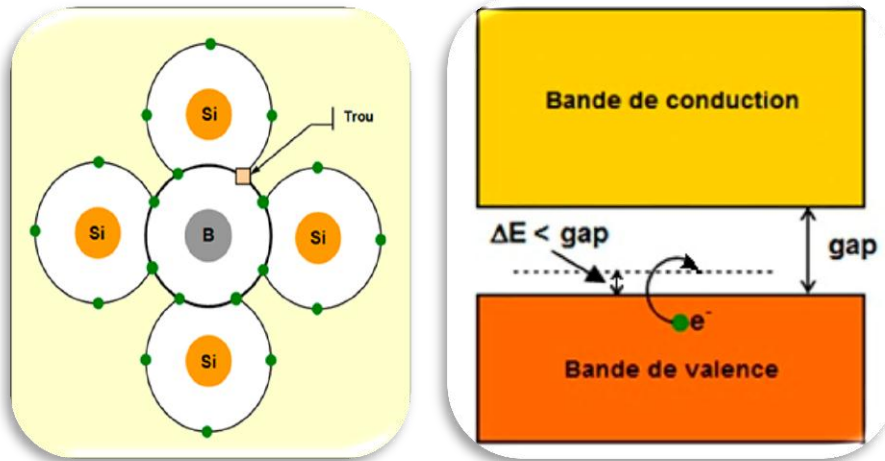 Si
Trou
Si
B
Si
Si
Bande de conduction
ΔE < gap
gap
e-
Bande de valence